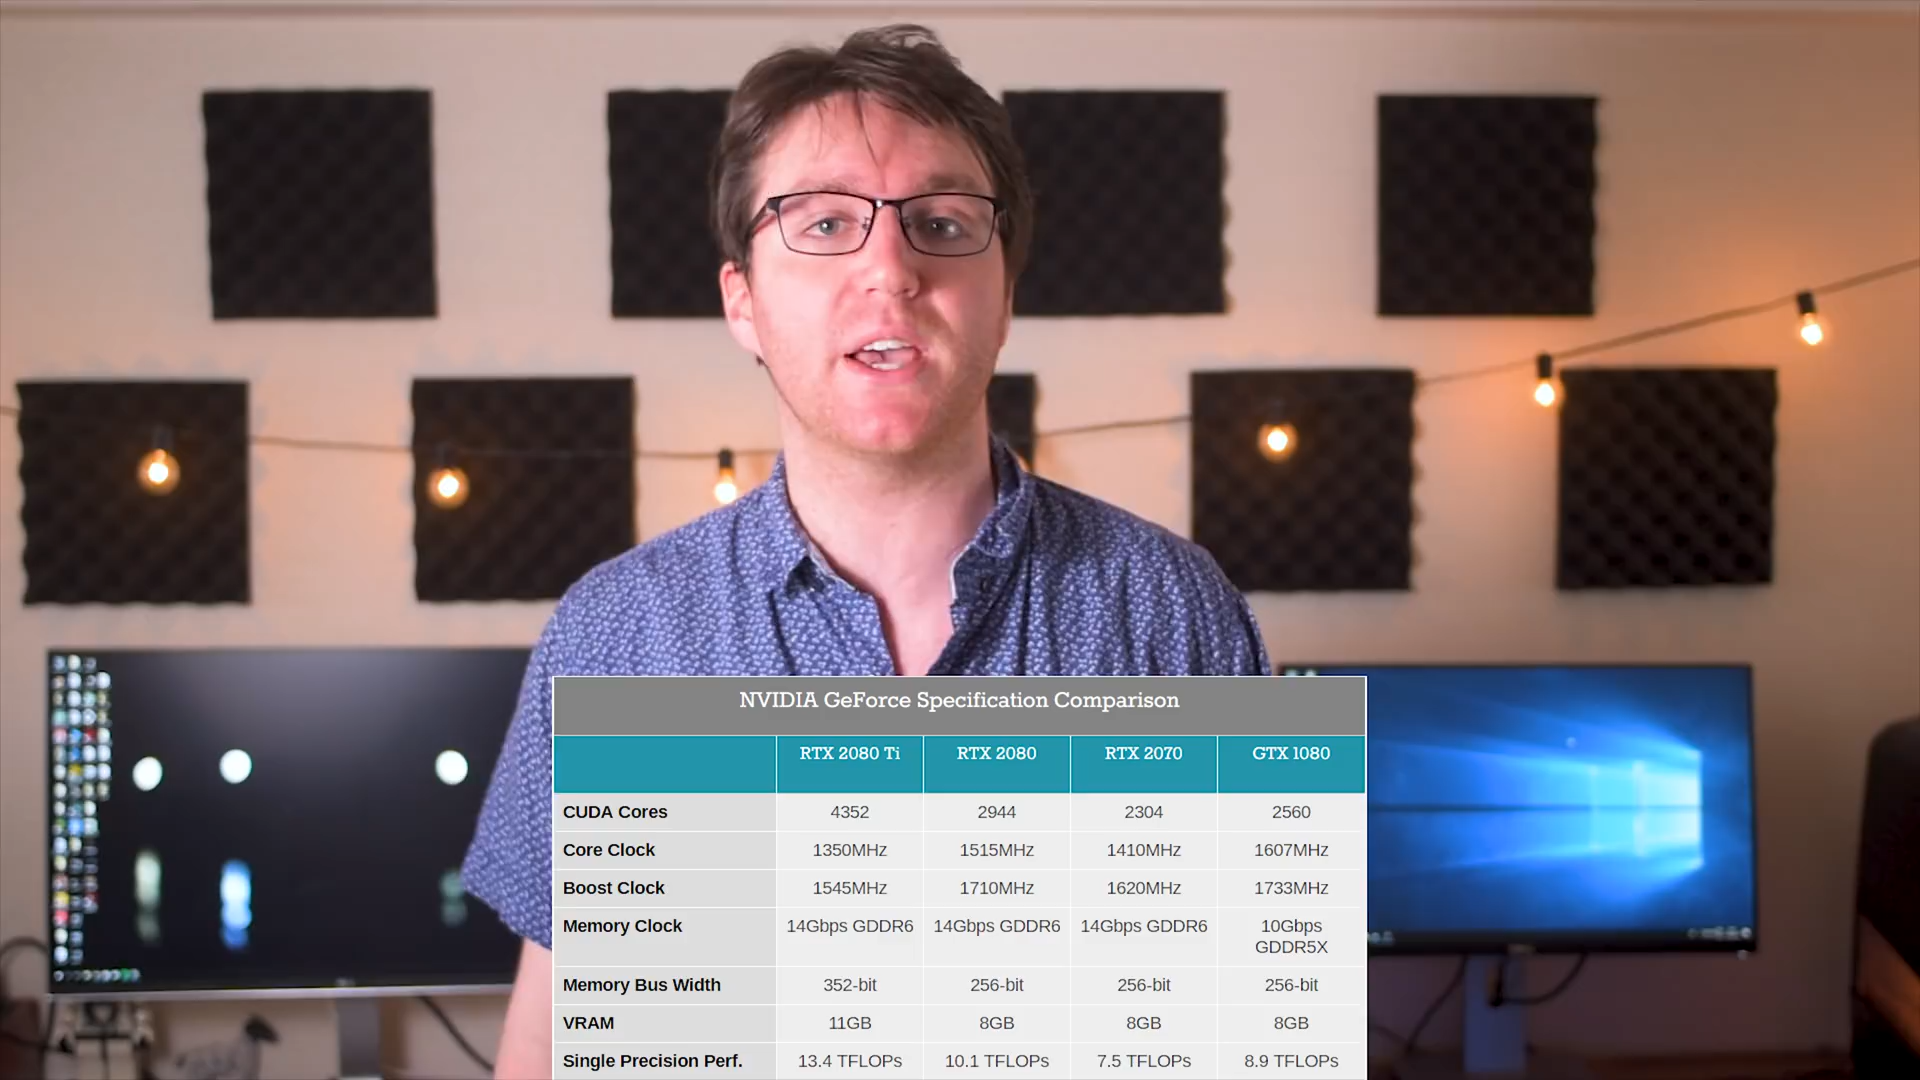 NVIDIA GeForce Specification Comparison
RTX 2080 Ti RTX 2080 RTX 2070 GTX 1080
CUDA Cores 4352 2944 2304 2560
Core Clock 1350MHz 1515MHz 1410MHz 1607MHz
Boost Clock 1545MHz 1710MHz 1620MHz 1733MHz
Memory Clock 14Gbps GDDR6 14Gbps GDDR6 14Gbps GDDR6 10Gbps
GDDR5X
Memory Bus Width 352-bit 256-bit 256-bit 256-bit
VRAM 11GB 8GB 8GB 8GB
Single Precision Perf. 13.4 TFLOPs 10.1 TFLOPs 7.5 TFLOPs 8.9 TFLOPs